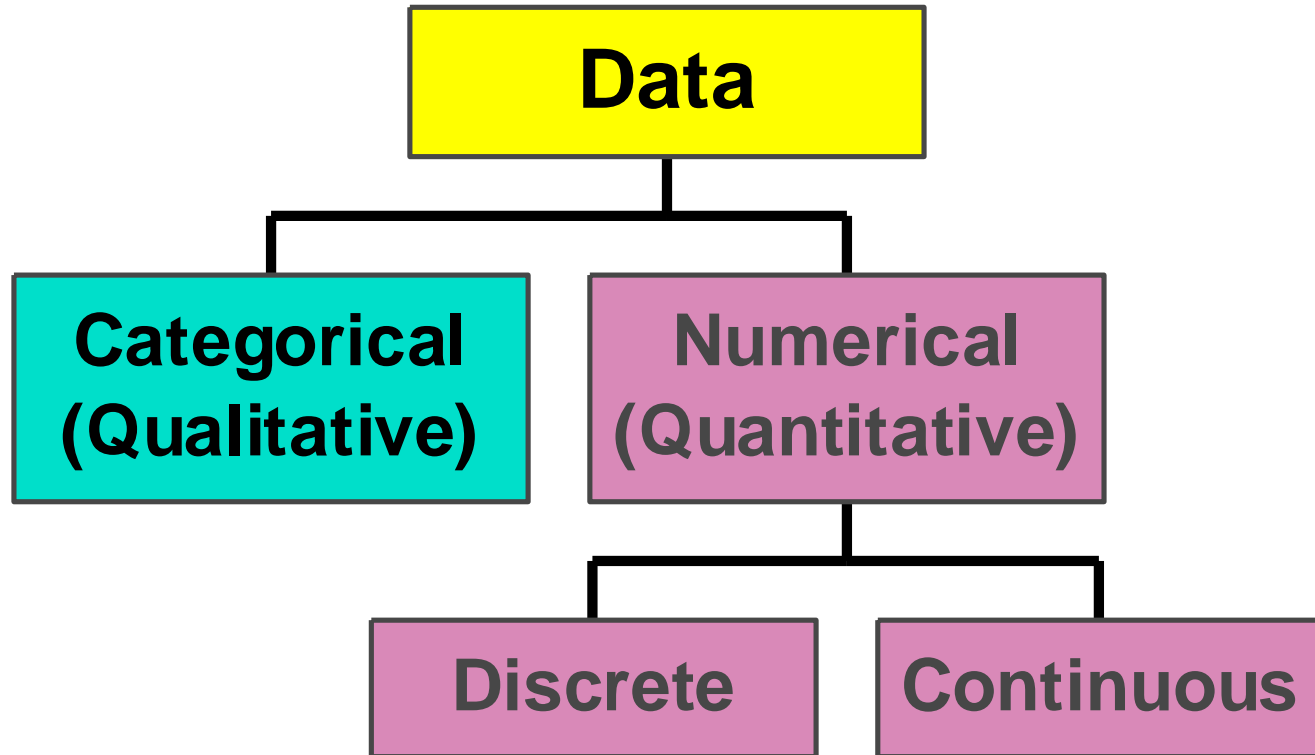 Data
Categorical
(Qualitative)
Numerical
(Quantitative)
Discrete
Continuous